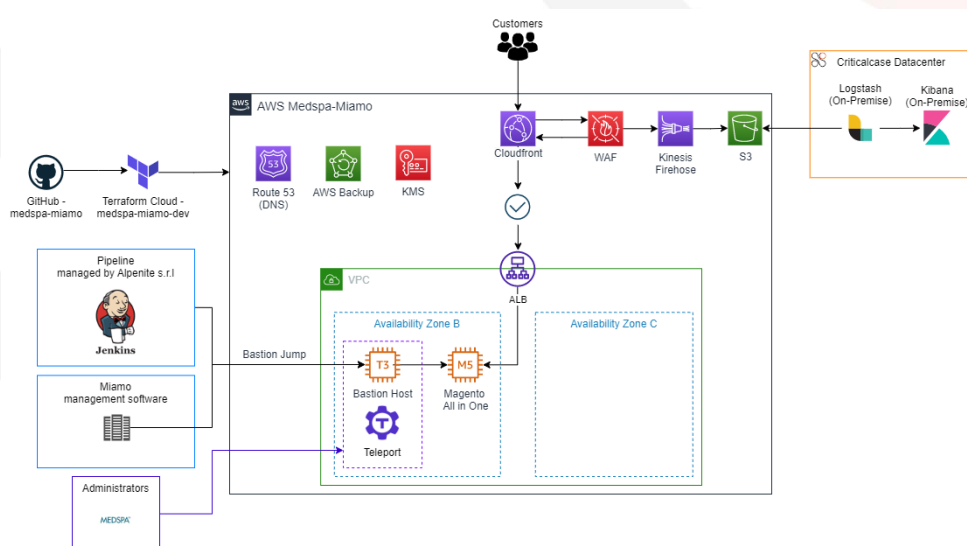 Customers
Criticalcase Datacenter
Logstash
(On-Premise)
Kibana
(On-Premise)
aws
AWS Medspa-Miamo
Cloudfront
WAF
Kinesis
Firehose
S3
53
Route 53
(DNS)
AWS Backup
KMS
GitHub -
medspa-miamo
Terraform Cloud -
medspa-miamo-dev
Pipeline
managed by Alpenite s.r.l
Jenkins
VPC
ALB
Availability Zone B
Availability Zone C
Bastion Jump
T3
M5
Bastion Host
Magento
All in One
Miamo
management software
T
Teleport
Administrators
MEDSPA